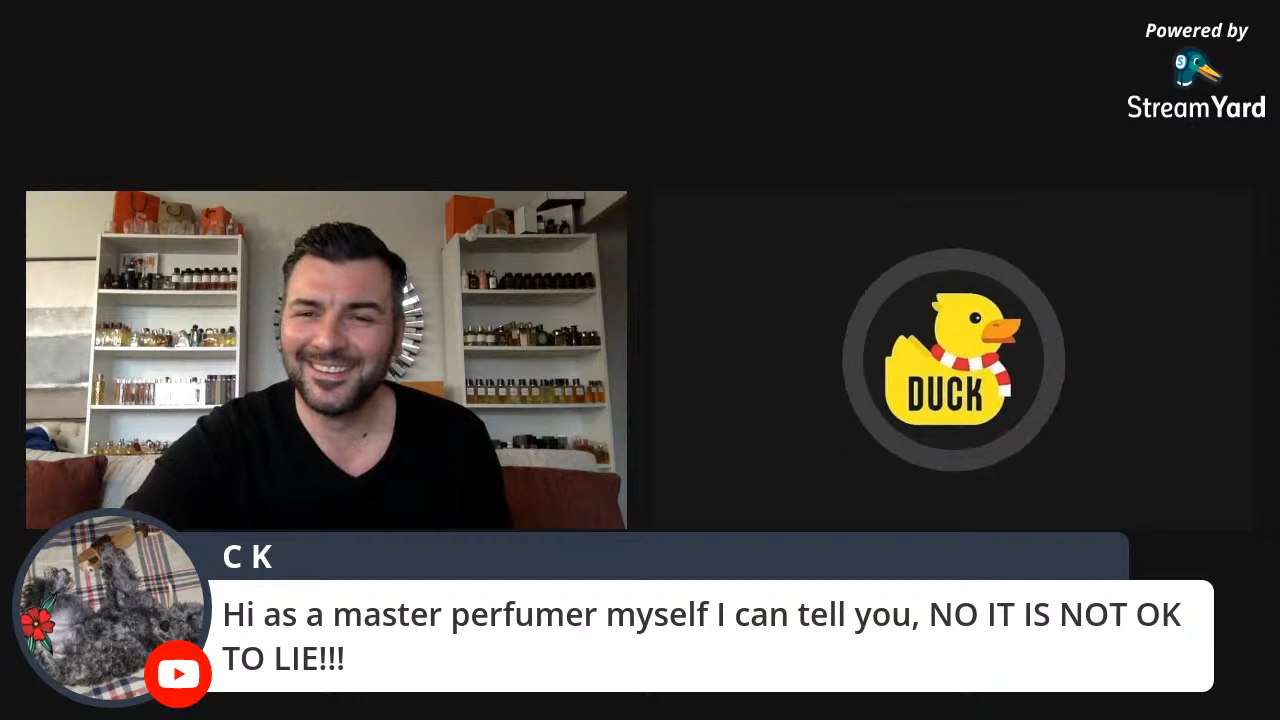 Powered by
StreamYard
DUCK
C K
Hi as a master perfumer myself I can tell you, NO IT IS NOT OK
TO LIE!!!